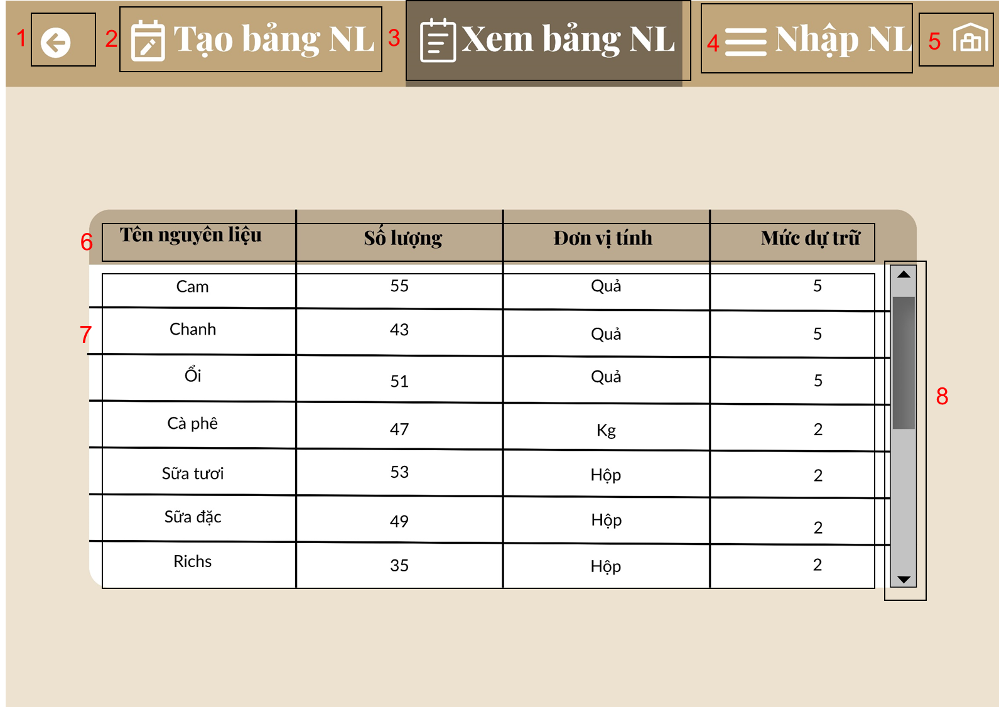 1 2 Tạo bảng NL 3 Xem bảng NL 4 Nhập NL 5
6 Tên nguyên liệu Số lượng Đơn vị tính Mức dự trữ
Cam 55 Quả 5
7 Chanh 43 Quả 5
Ổi 51 Quả 5
8
Cà phê 47 Kg 2
Sữa tươi 53 Hộp 2
Sữa đặc 49 Hộp 2
Richs 35 Hộp 2